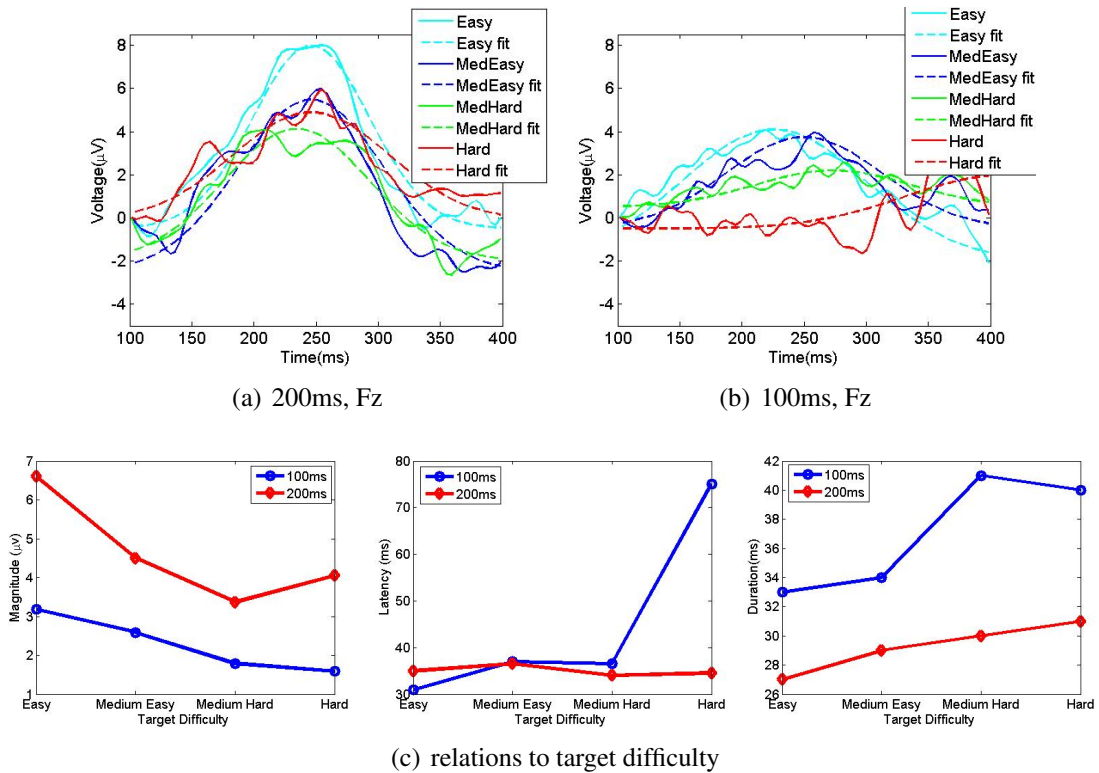 Easy
Easy fit
MedEasy
MedEasy fit
MedHard
MedHard fit
Hard
Hard fit
8
6
4
2
0
-2
-4
Voltage(μV)
100 150 200 250 300 350 400
Time(ms)
(a) 200ms, Fz
Easy
Easy fit
MedEasy
MedEasy fit
MedHard
MedHard fit
Hard
Hard fit
8
6
4
2
0
-2
-4
Voltage(μV)
100 150 200 250 300 350 400
Time(ms)
(b) 100ms, Fz
7
6
5
4
3
2
1
Magnitude (μv)
100ms
200ms
Easy Medium Easy Medium Hard Hard
Target Difficulty
80
70
60
50
40
30
Latency (ms)
100ms
200ms
Easy Medium Easy Medium Hard Hard
Target Difficulty
42
40
38
36
34
32
30
28
26
Duration(ms)
100ms
200ms
Easy Medium Easy Medium Hard Hard
Target Difficulty
(c) relations to target difficulty